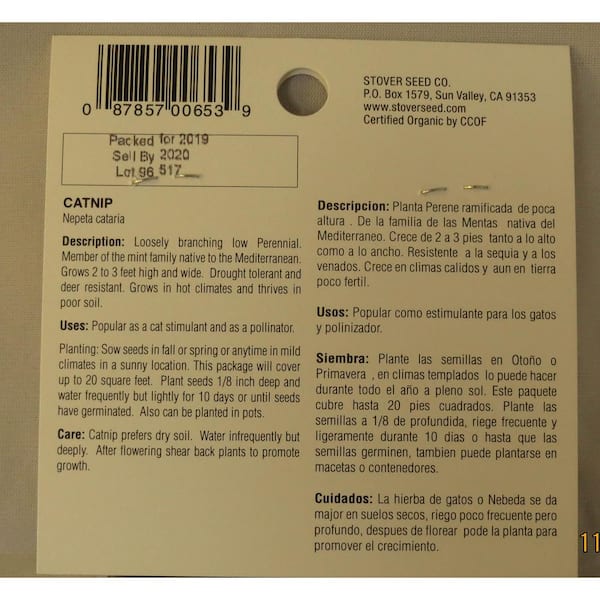 0 87857 00653 9
STOVER SEED CO.
P.O. Box 1579, Sun Valley, CA 91353
www.stoverseed.com
Certified Organic by CCOF
Packed for 2019
Sell By 2020
Lot 96 517
CATNIP
Nepeta cataria
Description: Loosely branching low Perennial.
Member of the mint family native to the Mediterranean.
Grows 2 to 3 feet high and wide. Drought tolerant and
deer resistant. Grows in hot climates and thrives in
poor soil.
Uses: Popular as a cat stimulant and as a pollinator.
Planting: Sow seeds in fall or spring or anytime in mild
climates in a sunny location. This package will cover
up to 20 square feet. Plant seeds 1/8 inch deep and
water frequently but lightly for 10 days or until seeds
have germinated. Also can be planted in pots.
Care: Catnip prefers dry soil. Water infrequently but
deeply. After flowering shear back plants to promote
growth.
Descripcion: Planta Perene ramificada de poca
altura . De la familia de las Mentas nativa del
Mediterraneo. Crece de 2 a 3 pies tanto a lo alto
como a lo ancho. Resistente a la sequia y a los
venados. Crece en climas calidos y aun en tierra
poco fertil.
Usos: Popular como estimulante para los gatos
y polinizador.
Siembra: Plante las semillas en Otoño o
Primavera , en climas templados lo puede hacer
durante todo el año a pleno sol. Este paquete
cubre hasta 20 pies cuadrados. Plante las
semillas a 1/8 de profundida, riege frecuente y
ligeramente durante 10 dias o hasta que las
semillas germinen, tambien puede plantarse en
macetas o contenedores.
Cuidados: La hierba de gatos o Nebeda se da
major en suelos secos, riego poco frecuente pero
profundo, despues de florear pode la planta para
promover el crecimiento.
11